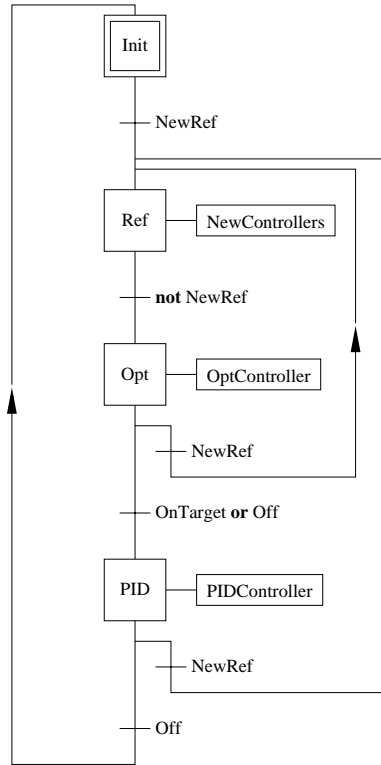 Init
NewRef
Ref
NewControllers
not NewRef
Opt
OptController
NewRef
OnTarget or Off
PID
PIDController
NewRef
Off